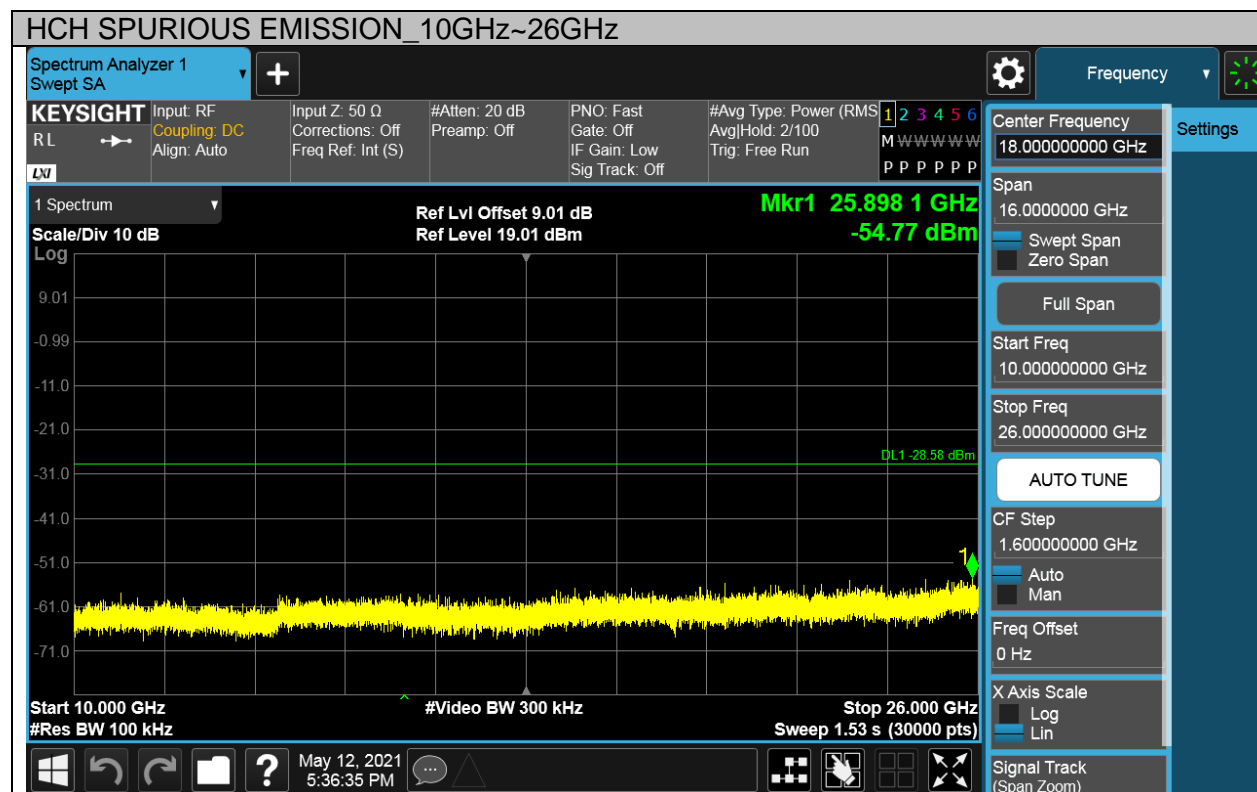 HCH SPURIOUS EMISSION_10GHz~26GHz
Spectrum Analyzer 1
Swept SA
Frequency
KEYSIGHT
RL
LXI
Input: RF
Coupling: DC
Align: Auto
Input Z: 50 Ω
Corrections: Off
Freq Ref: Int (S)
#Atten: 20 dB
Preamp: Off
PNO: Fast
Gate: Off
IF Gain: Low
Sig Track: Off
#Avg Type: Power (RMS
Avg|Hold: 2/100
Trig: Free Run
1 2 3 4 5 6
M W W W W W
P P P P P P
1 Spectrum
Scale/Div 10 dB
Log
Ref Lvl Offset 9.01 dB
Ref Level 19.01 dBm
Mkr1 25.898 1 GHz
-54.77 dBm
9.01
-0.99
-11.0
-21.0
DL1 -28.58 dBm
-31.0
-41.0
-51.0
1
-61.0
-71.0
Start 10.000 GHz
#Res BW 100 kHz
#Video BW 300 kHz
Stop 26.000 GHz
Sweep 1.53 s (30000 pts)
May 12, 2021
5:36:35 PM
Center Frequency
18.000000000 GHz
Settings
Span
16.0000000 GHz
Swept Span
Zero Span
Full Span
Start Freq
10.000000000 GHz
Stop Freq
26.000000000 GHz
AUTO TUNE
CF Step
1.600000000 GHz
Auto
Man
Freq Offset
0 Hz
X Axis Scale
Log
Lin
Signal Track
(Span Zoom)